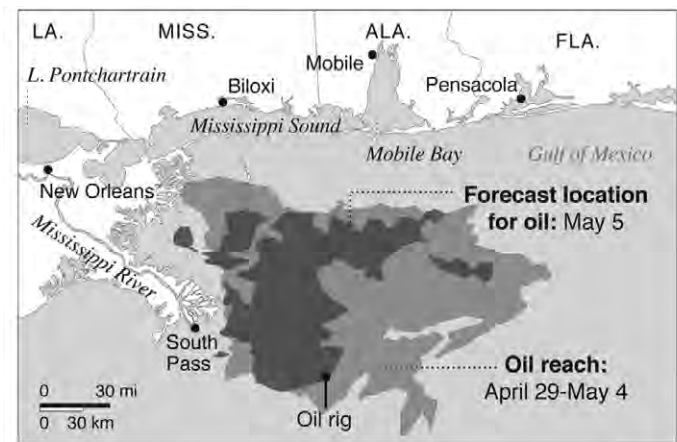 LA.
MISS.
ALA.
FLA.
L. Pontchartrain
Mobile
Biloxi
Pensacola
Mississippi Sound
Mobile Bay
Gulf of Mexico
New Orleans
Forecast location
for oil: May 5
Mississippi River
South
Pass
Oil reach:
April 29-May 4
0 30 mi
0 30 km
Oil rig